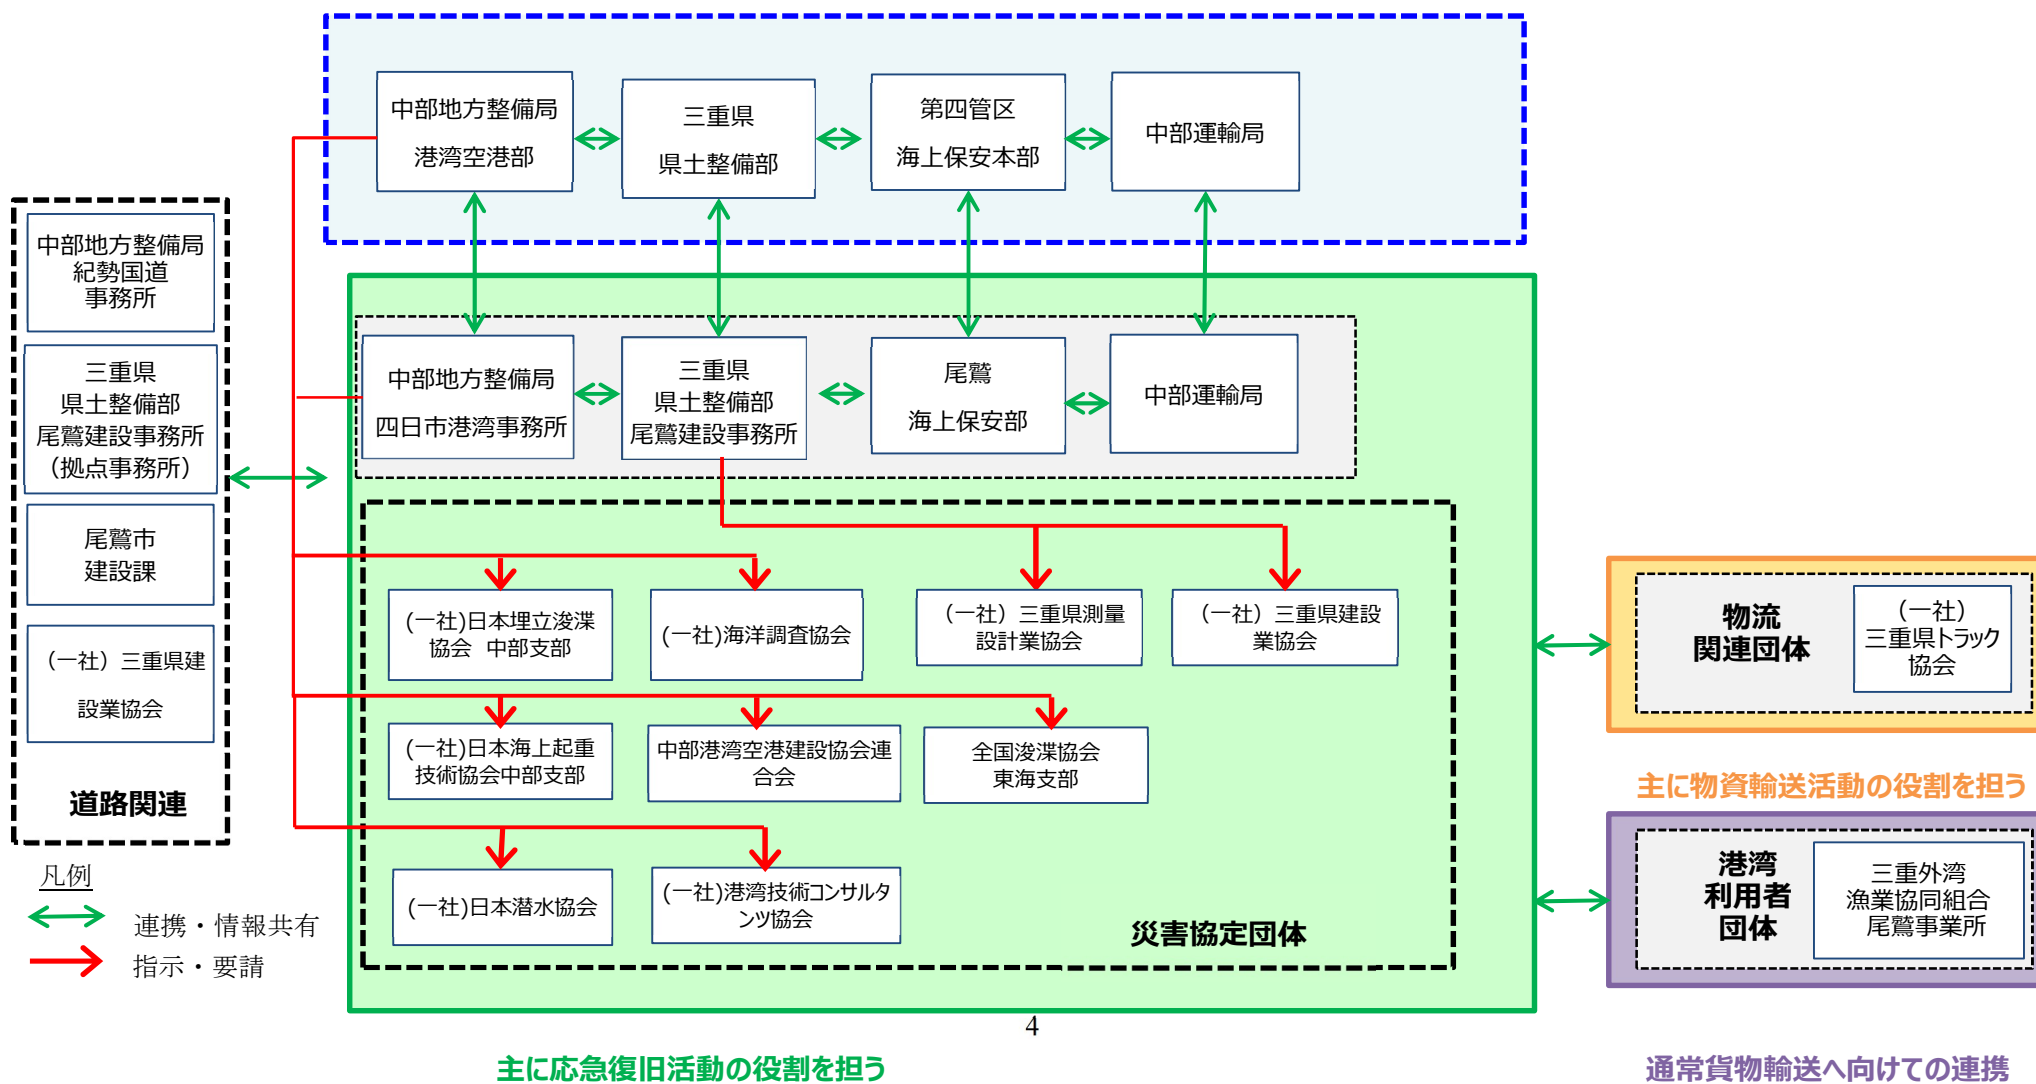 中部地方整備局
港湾空港部
三重県
県土整備部
第四管区
海上保安本部
中部運輸局
中部地方整備局
紀勢国道
事務所
三重県
県土整備部
尾鷲建設事務所
（拠点事務所）
尾鷲市
建設課
（一社）三重県建
設業協会
道路関連
中部地方整備局
四日市港湾事務所
三重県
県土整備部
尾鷲建設事務所
尾鷲
海上保安部
中部運輸局
(一社)日本埋立浚渫
協会 中部支部
(一社)海洋調査協会
（一社）三重県測量
設計業協会
（一社）三重県建設
業協会
(一社)日本海上起重
技術協会中部支部
中部港湾空港建設協会連
合会
全国浚渫協会
東海支部
(一社)日本潜水協会
(一社)港湾技術コンサルタ
ンツ協会
災害協定団体
物流
関連団体
（一社）
三重県トラック
協会
主に物資輸送活動の役割を担う
港湾
利用者
団体
三重外湾
漁業協同組合
尾鷲事業所
凡例
連携・情報共有
指示・要請
4
主に応急復旧活動の役割を担う
通常貨物輸送へ向けての連携